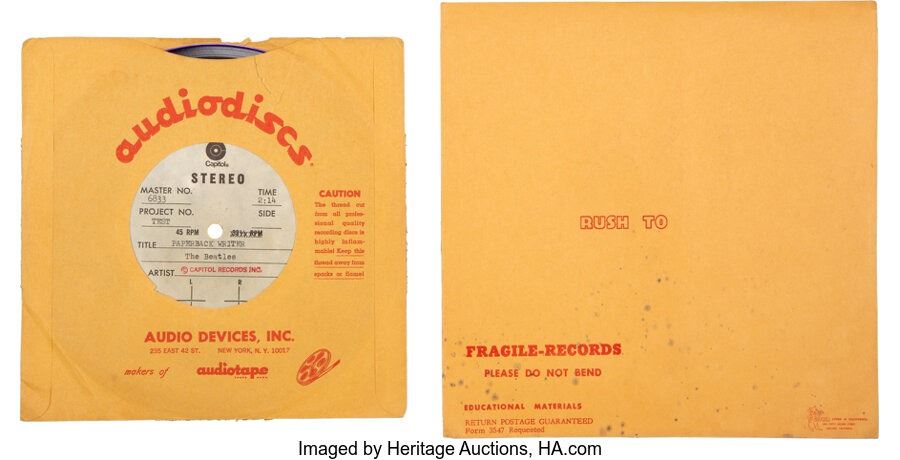 audiodiscs
Capitol
STEREO
MASTER NO. TIME
6833 2:14
PROJECT NO. SIDE
TEST
45 RPM 33⅓ RPM
TITLE PAPERBACK WRITER
The Beatles
ARTIST © CAPITOL RECORDS INC.
L R
CAUTION
The thread cut
from all profes-
sional quality
recording discs is
highly inflam-
mable! Keep this
thread away from
sparks or flame!
AUDIO DEVICES, INC.
235 EAST 42 ST. NEW YORK, N. Y. 10017
makers of audiotape
RUSH TO
FRAGILE-RECORDS
PLEASE DO NOT BEND
EDUCATIONAL MATERIALS
RETURN POSTAGE GUARANTEED
Form 3547 Requested
Imaged by Heritage Auctions, HA.com